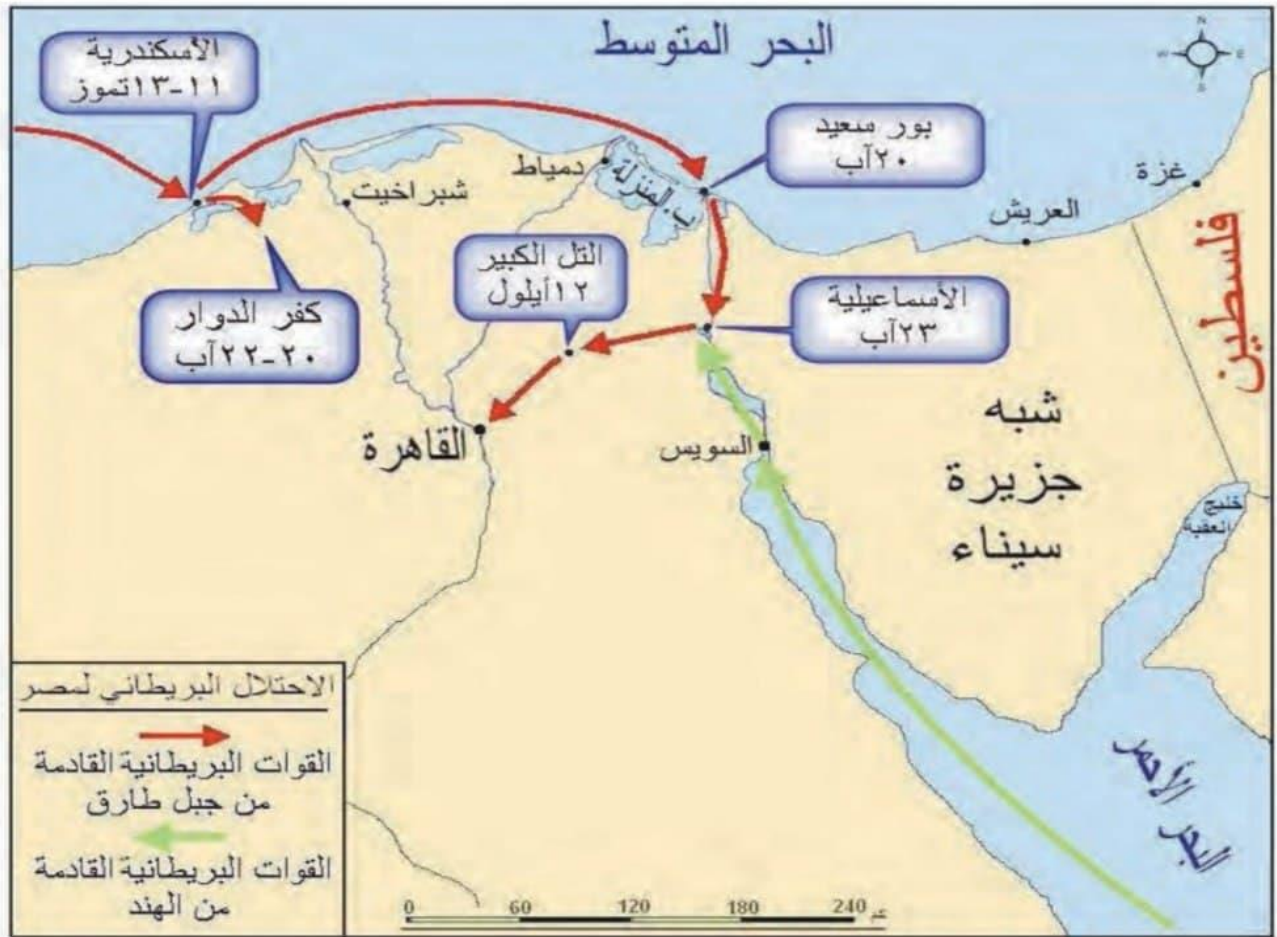 البحر المتوسط
N
W
E
S
الأسكندرية
١١-١٣تموز
بور سعيد
٢٠آب
دمياط
ب.المنزلة
شبراخيت
غزة
العريش
فلسطين
التل الكبير
١٢أيلول
الأسماعيلية
٢٣آب
كفر الدوار
٢٠-٢٢آب
القاهرة
السويس
شبه
جزيرة
سيناء
خليج
العقبة
البحر الأحمر
الاحتلال البريطاني لمصر
القوات البريطانية القادمة
من جبل طارق
القوات البريطانية القادمة
من الهند
0 60 120 180 240 كم